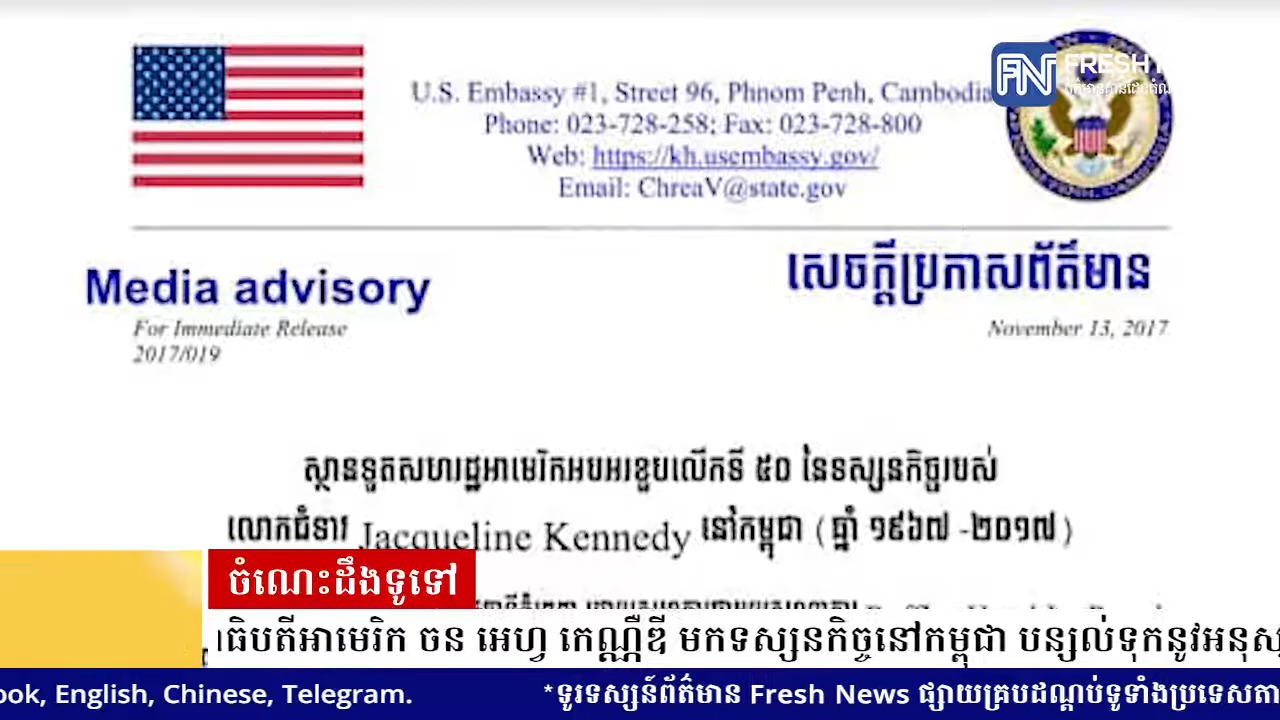 U.S. Embassy #1, Street 96, Phnom Penh, Cambodia
FRESH
Phone: 023-728-258; Fax: 023-728-800
Web: https://kh.usembassy.gov/
Email: ChreaV@state.gov
Media advisory
សេចក្តីប្រកាសព័ត៌មាន
For Immediate Release
November 13, 2017
2017/019
ស្ថានទូតសហរដ្ឋអាមេរិកអបអរខួបលើកទី ៥០ នៃទស្សនកិច្ចរបស់
លោកជំទាវ Jacqueline Kennedy នៅកម្ពុជា (ឆ្នាំ ១៩៦៧ -២០១៧)
ចំណេះដឹងទូទៅ
អាមេរិក ចន អេហ្វ កេណ្ណឺឌី មកទស្សនកិច្ចនៅកម្ពុជា បន្សល់ទុកនូវ
English, Chinese, Telegram.
*ទូរទស្សន៍ព័ត៌មាន Fresh News ផ្សាយគ្របដណ្តប់ទូទាំងប្រទេស